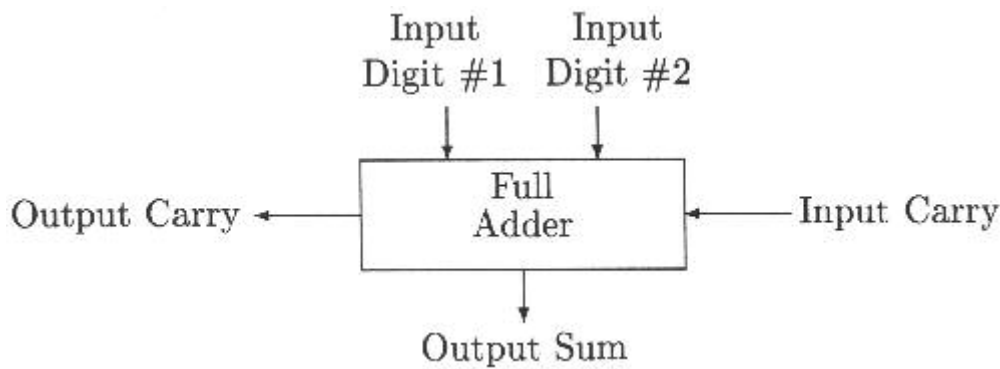 Input
Digit #1
Input
Digit #2
Full
Adder
Output Carry
Input Carry
Output Sum